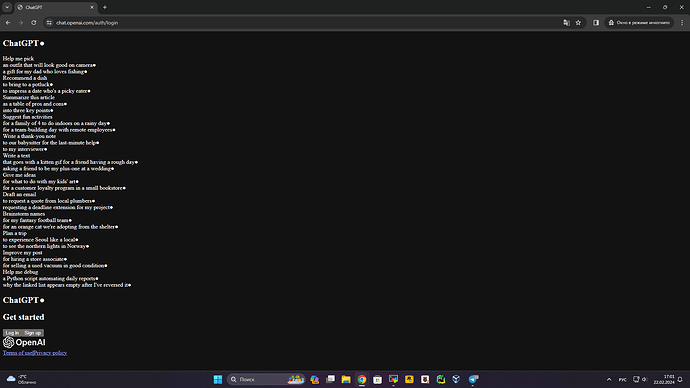 ChatGPT
chat.openai.com/auth/login
Окно в режиме инкогнито
ChatGPT●
Help me pick
an outfit that will look good on camera●
a gift for my dad who loves fishing●
Recommend a dish
to bring to a potluck●
to impress a date who's a picky eater●
Summarize this article
as a table of pros and cons●
into three key points●
Suggest fun activities
for a family of 4 to do indoors on a rainy day●
for a team-building day with remote employees●
Write a thank-you note
to our babysitter for the last-minute help●
to my interviewer●
Write a text
that goes with a kitten gif for a friend having a rough day●
asking a friend to be my plus-one at a wedding●
Give me ideas
for what to do with my kids' art●
for a customer loyalty program in a small bookstore●
Draft an email
to request a quote from local plumbers●
requesting a deadline extension for my project●
Brainstorm names
for my fantasy football team●
for an orange cat we're adopting from the shelter●
Plan a trip
to experience Seoul like a local●
to see the northern lights in Norway●
Improve my post
for hiring a store associate●
for selling a used vacuum in good condition●
Help me debug
a Python script automating daily reports●
why the linked list appears empty after I've reversed it●
ChatGPT●
Get started
Log in Sign up
OpenAI
Terms of use|Privacy policy
-2°C
Облачно
Поиск
РУС
17:01
22.02.2024